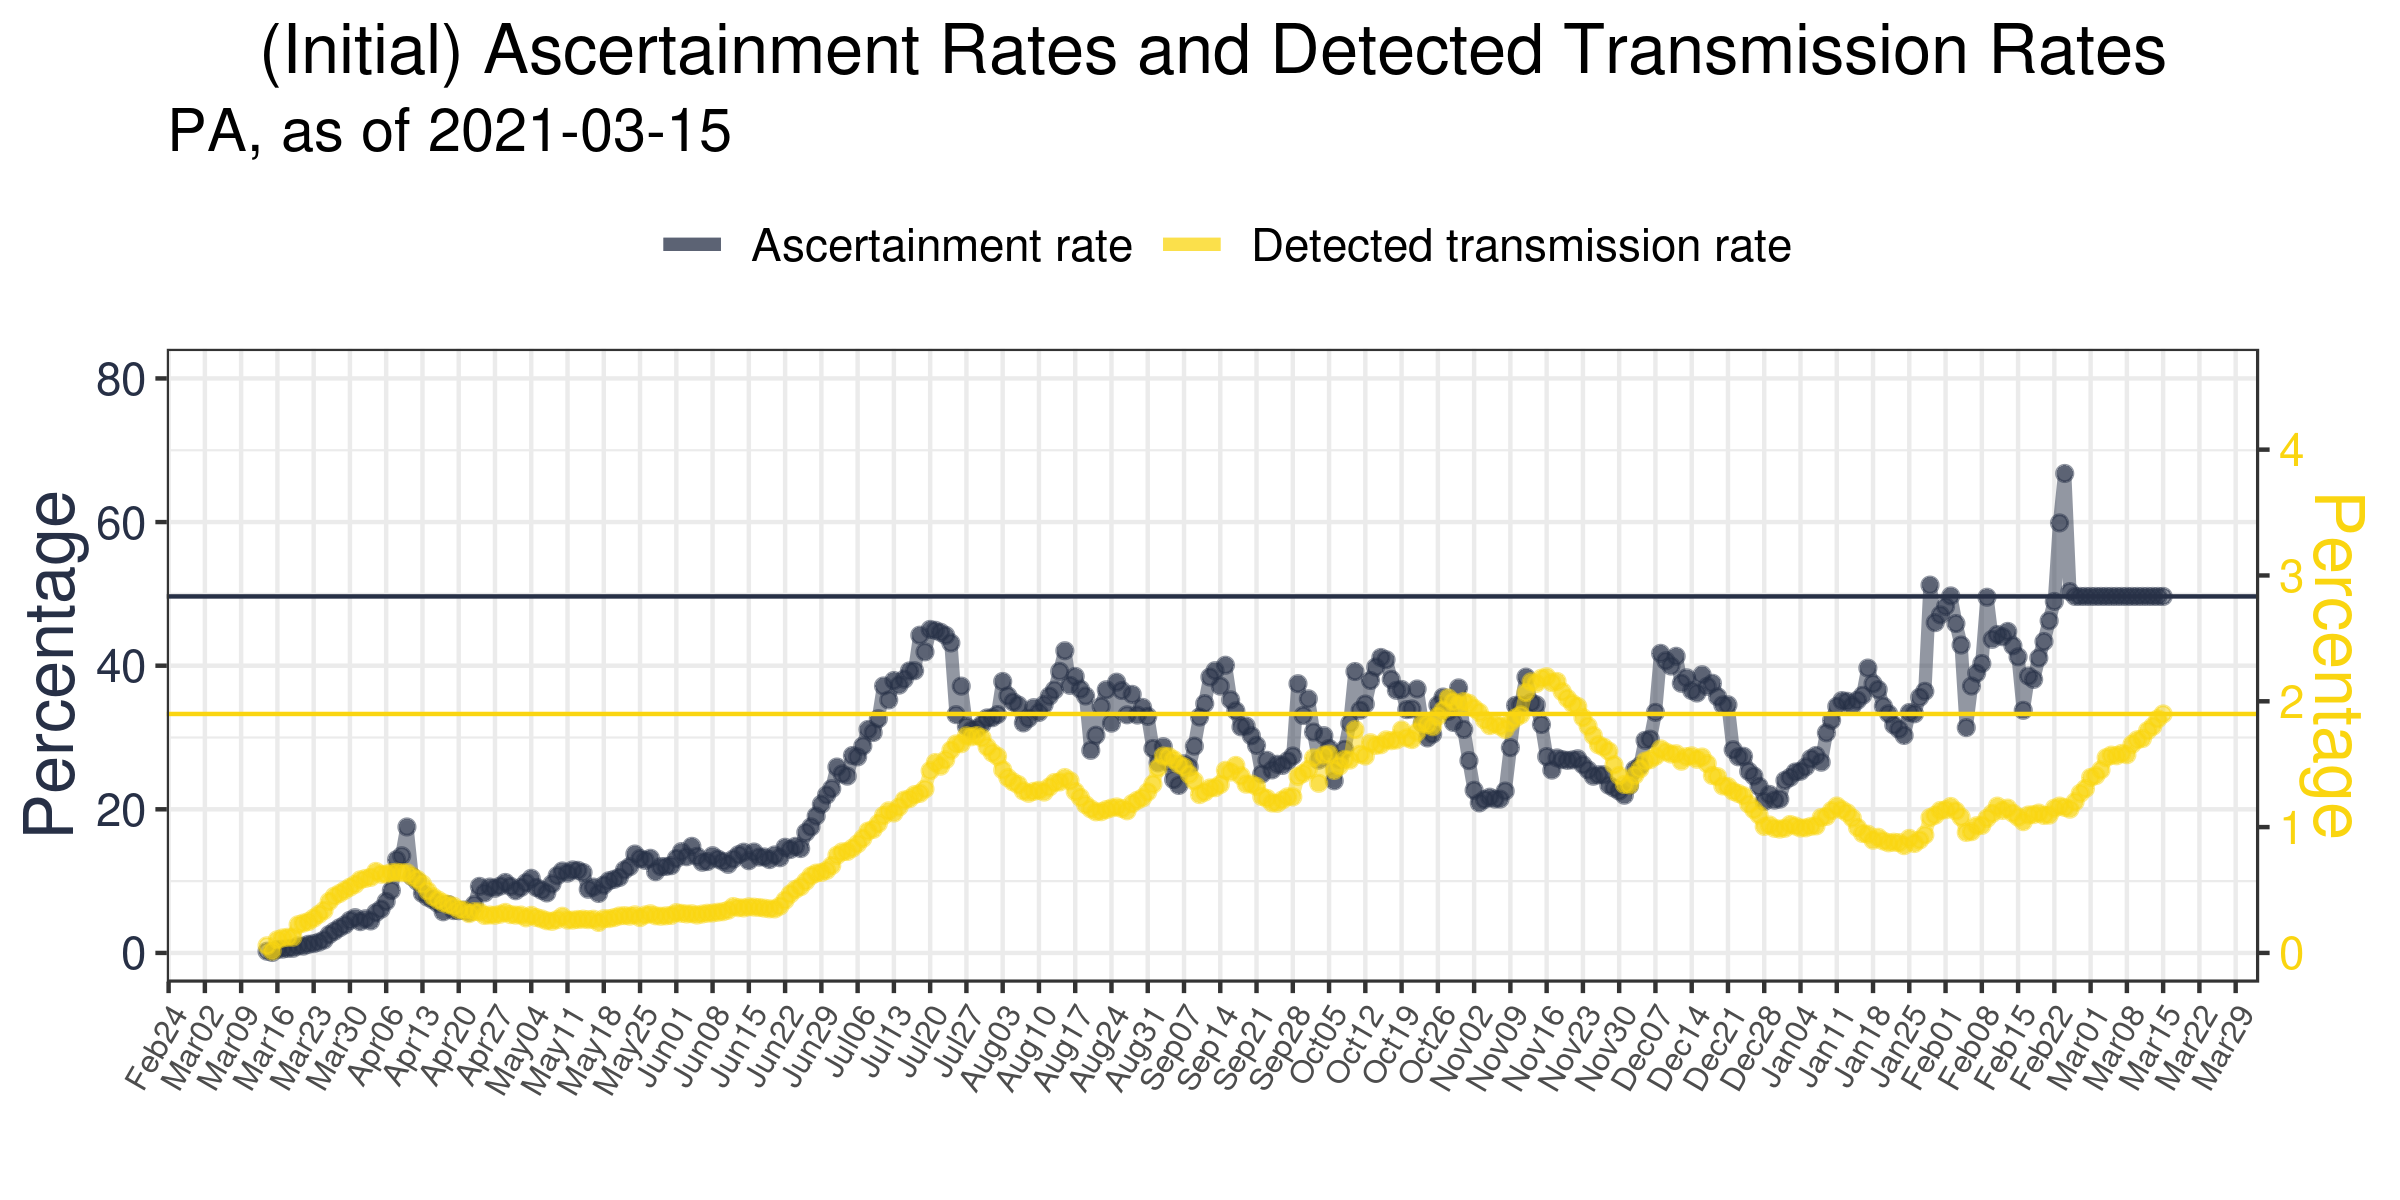 (Initial) Ascertainment Rates and Detected Transmission Rates
PA, as of 2021-03-15
Ascertainment rate
Detected transmission rate
Percentage
80
60
40
20
0
4
3
2
1
0
Percentage
Feb24
Mar02
Mar09
Mar16
Mar23
Mar30
Apr06
Apr13
Apr20
Apr27
May04
May11
May18
May25
Jun01
Jun08
Jun15
Jun22
Jun29
Jul06
Jul13
Jul20
Jul27
Aug03
Aug10
Aug17
Aug24
Aug31
Sep07
Sep14
Sep21
Sep28
Oct05
Oct12
Oct19
Oct26
Nov02
Nov09
Nov16
Nov23
Nov30
Dec07
Dec14
Dec21
Dec28
Jan04
Jan11
Jan18
Jan25
Feb01
Feb08
Feb15
Feb22
Mar01
Mar08
Mar15
Mar22
Mar29